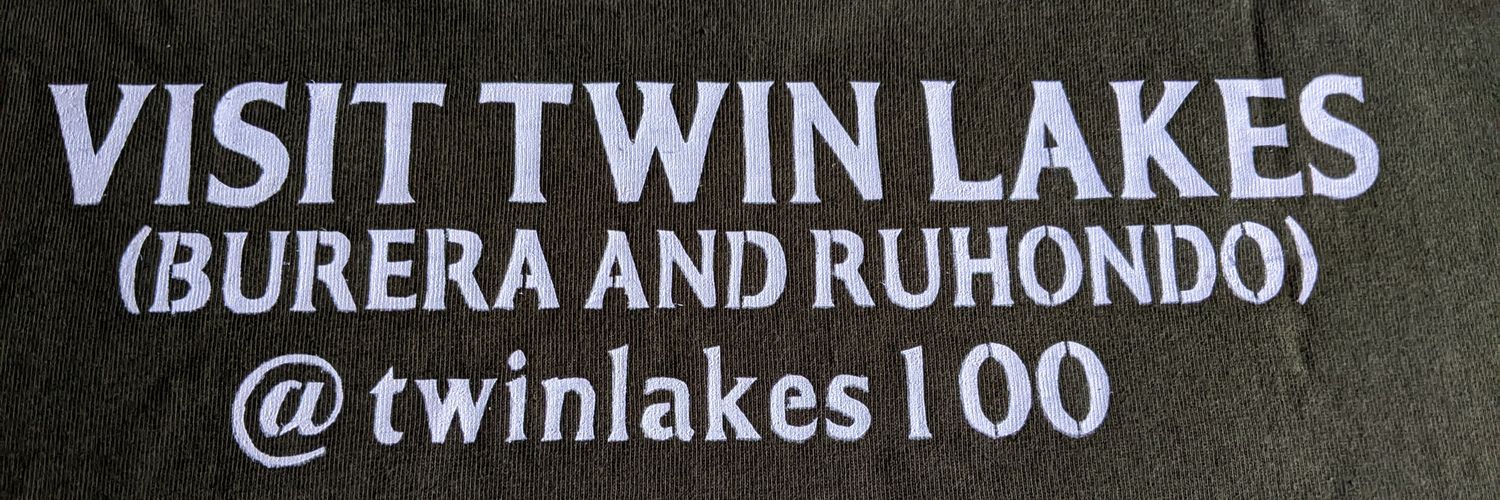 VISIT TWIN LAKES
(BURERA AND RUHONDO)
@twinlakes100